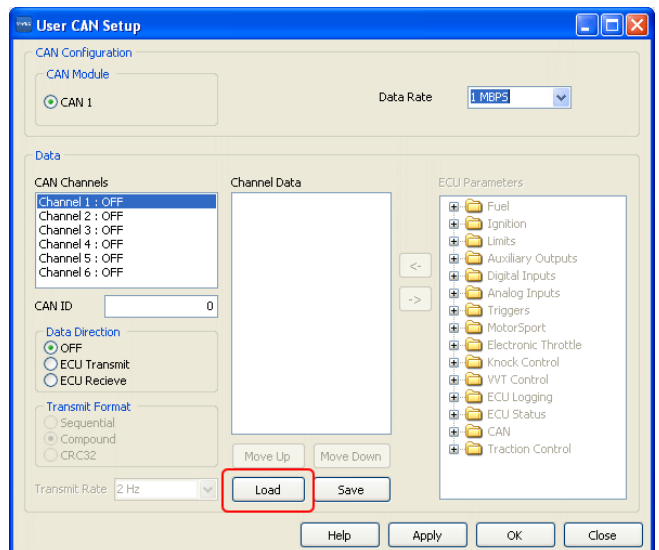 User CAN Setup
CAN Configuration
CAN Module
CAN 1
Data Rate
1 MBPS
Data
CAN Channels
Channel 1 : OFF
Channel 2 : OFF
Channel 3 : OFF
Channel 4 : OFF
Channel 5 : OFF
Channel 6 : OFF
CAN ID
0
Data Direction
OFF
ECU Transmit
ECU Recieve
Transmit Format
Sequential
Compound
CRC32
Transmit Rate
2 Hz
Channel Data
<-
->
Move Up
Move Down
Load
Save
ECU Parameters
Fuel
Ignition
Limits
Auxiliary Outputs
Digital Inputs
Analog Inputs
Triggers
MotorSport
Electronic Throttle
Knock Control
VVT Control
ECU Logging
ECU Status
CAN
Traction Control
Help
Apply
OK
Close